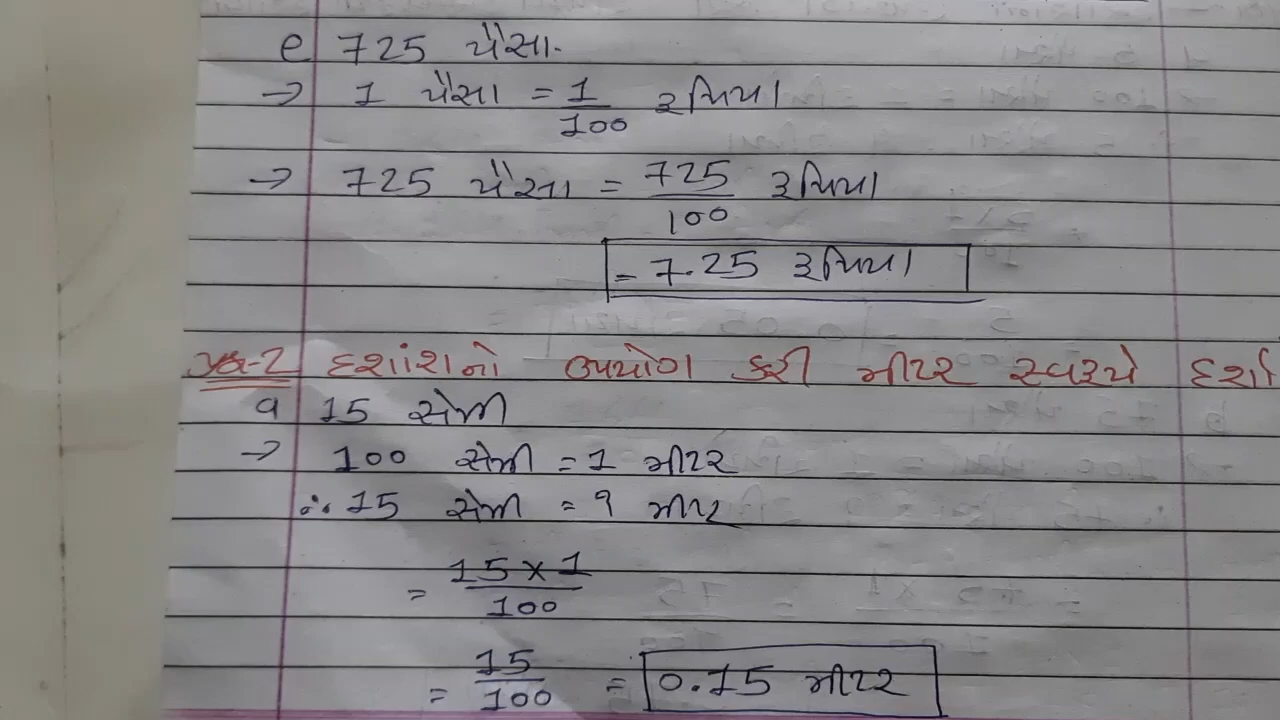 e 725 પૈસા.
→ 1 પૈસા = 1/100 રૂપિયા
→ 725 પૈસા = 725/100 રૂપિયા
= 7.25 રૂપિયા
પ્રશ્ન-2 દશાંશનો ઉપયોગ કરી મીટર સ્વરૂપે દર્શા
a 15 સેમી
→ 100 સેમી = 1 મીટર
∴ 15 સેમી = ? મીટર
= 15 × 1/100
= 15/100 = 0.15 મીટર